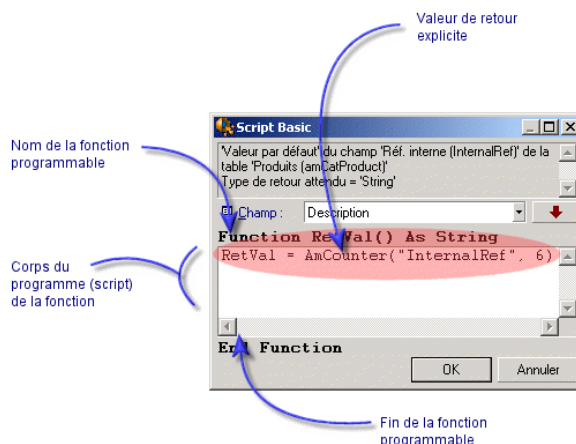 Valeur de retour
explicite
Script Basic
Nom de la fonction
programmable
'Valeur par défaut' du champ 'Réf. interne (InternalRef)' de la
table 'Produits (amCatProduct)'
Type de retour attendu = 'String'
Champ : Description
Function RetVal() As String
RetVal = AmCounter("InternalRef", 6)
Corps du
programme (script)
de la fonction
End Function
OK Annuler
Fin de la fonction
programmable